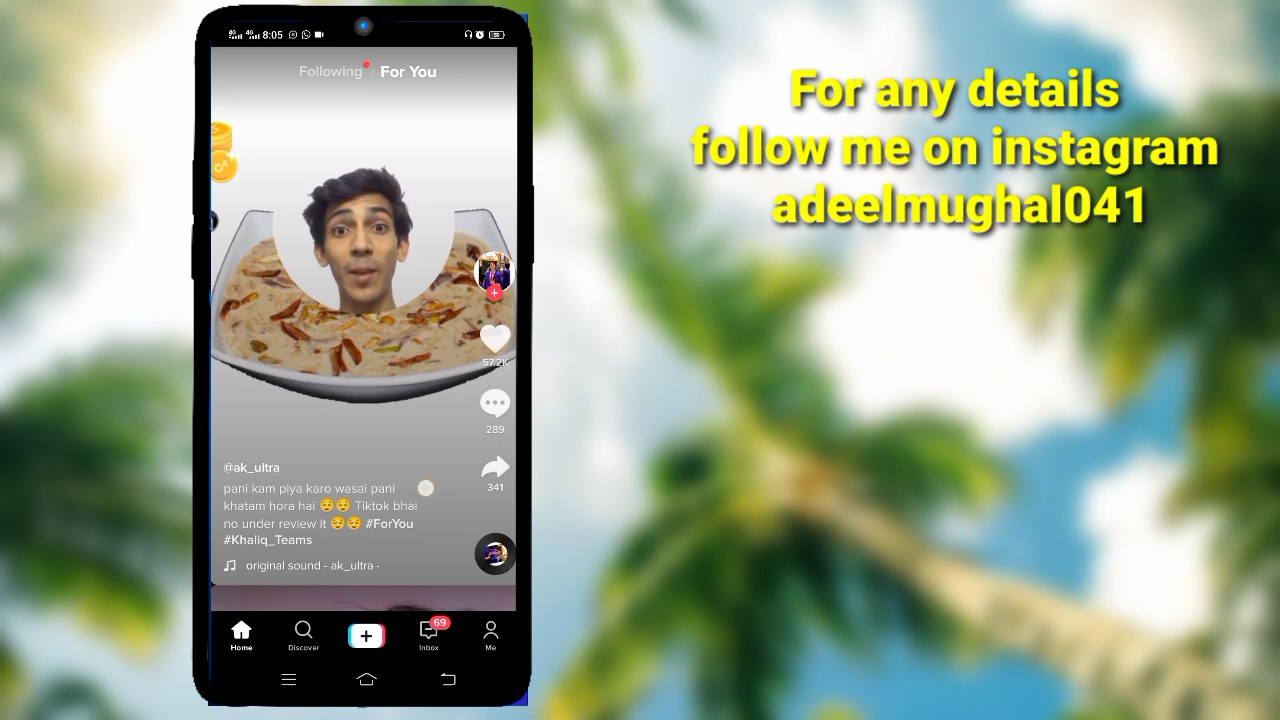 8:05
Following For You
For any details
follow me on instagram
adeelmughal041
57.2K
289
341
@ak_ultra
pani kam piya karo wasai pani
khatam hora hai 😌😌 Tiktok bhai
no under review it 😌😌 #ForYou
#Khaliq_Teams
original sound - ak_ultra -
69
Home Discover Inbox Me